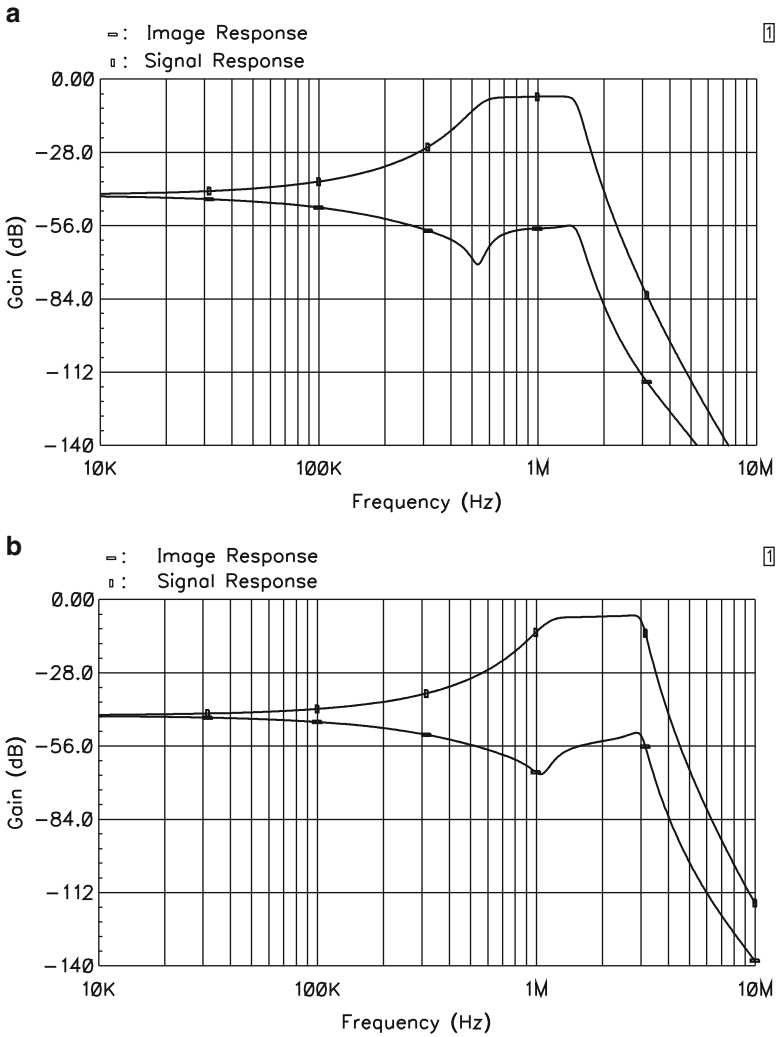 a
-: Image Response
▯: Signal Response
1
0.00
-28.0
-56.0
-84.0
-112
-140
Gain (dB)
10K 100K 1M 10M
Frequency (Hz)
b
-: Image Response
▯: Signal Response
1
0.00
-28.0
-56.0
-84.0
-112
-140
Gain (dB)
10K 100K 1M 10M
Frequency (Hz)